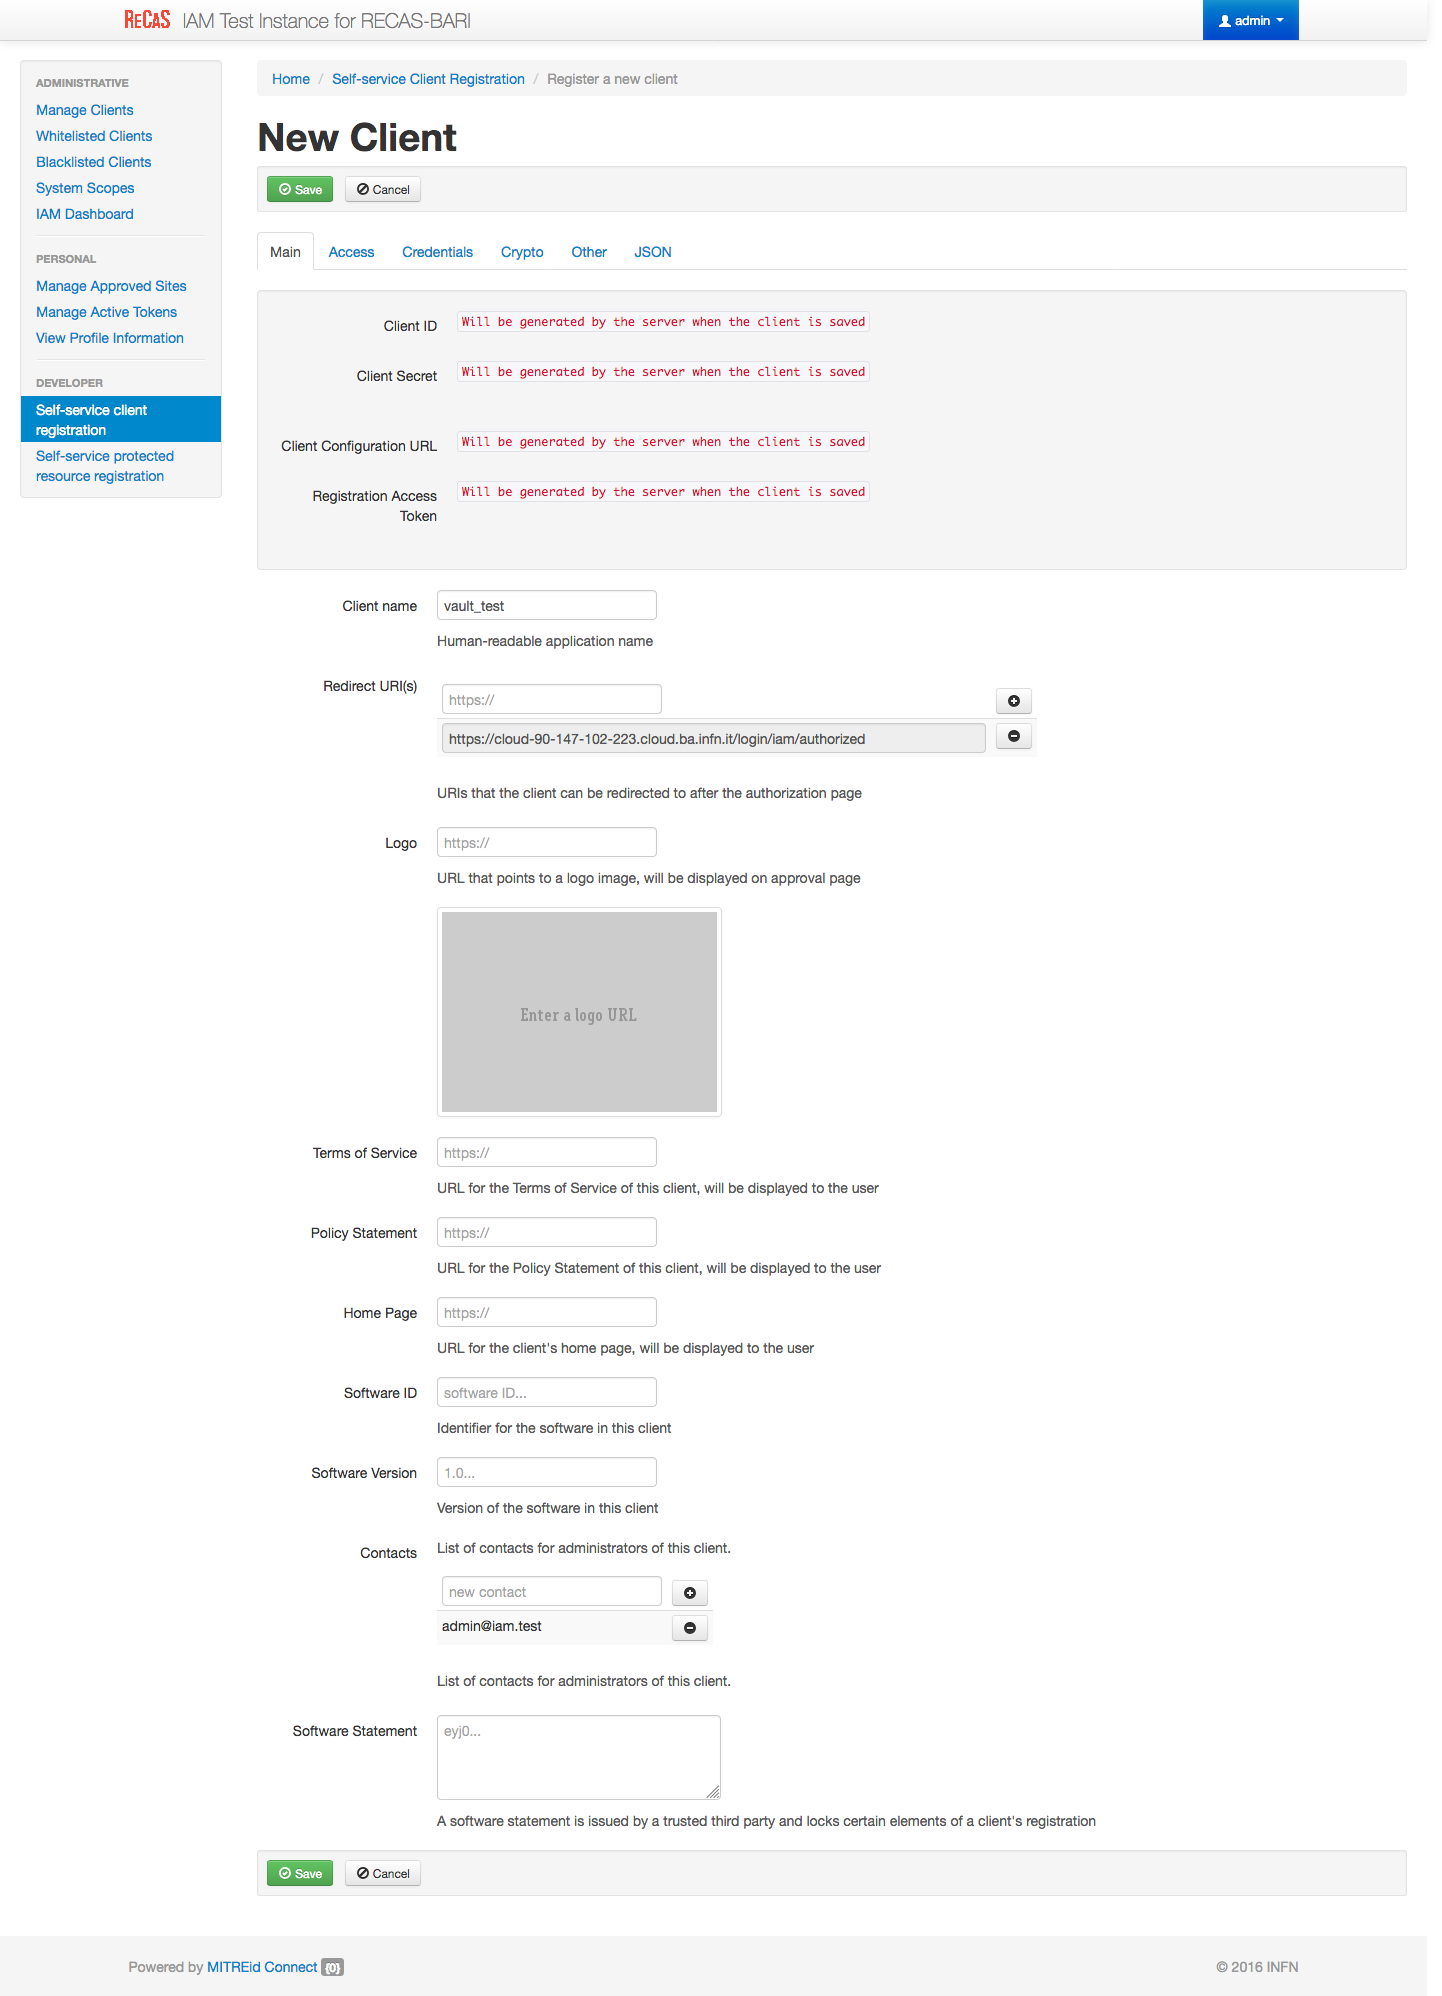 ReCaS IAM Test Instance for RECAS-BARI
admin
ADMINISTRATIVE
Manage Clients
Whitelisted Clients
Blacklisted Clients
System Scopes
IAM Dashboard
PERSONAL
Manage Approved Sites
Manage Active Tokens
View Profile Information
DEVELOPER
Self-service client
registration
Self-service protected
resource registration
Home / Self-service Client Registration / Register a new client
New Client
Save Cancel
Main Access Credentials Crypto Other JSON
Client ID Will be generated by the server when the client is saved
Client Secret Will be generated by the server when the client is saved
Client Configuration URL Will be generated by the server when the client is saved
Registration Access Will be generated by the server when the client is saved
Token
Client name vault_test
Human-readable application name
Redirect URI(s)
https://
https://cloud-90-147-102-223.cloud.ba.infn.it/login/iam/authorized
URIs that the client can be redirected to after the authorization page
Logo https://
URL that points to a logo image, will be displayed on approval page
Enter a logo URL
Terms of Service https://
URL for the Terms of Service of this client, will be displayed to the user
Policy Statement https://
URL for the Policy Statement of this client, will be displayed to the user
Home Page https://
URL for the client's home page, will be displayed to the user
Software ID software ID...
Identifier for the software in this client
Software Version 1.0...
Version of the software in this client
Contacts List of contacts for administrators of this client.
new contact
admin@iam.test
List of contacts for administrators of this client.
Software Statement eyj0...
A software statement is issued by a trusted third party and locks certain elements of a client's registration
Save Cancel
Powered by MITREid Connect {0} © 2016 INFN